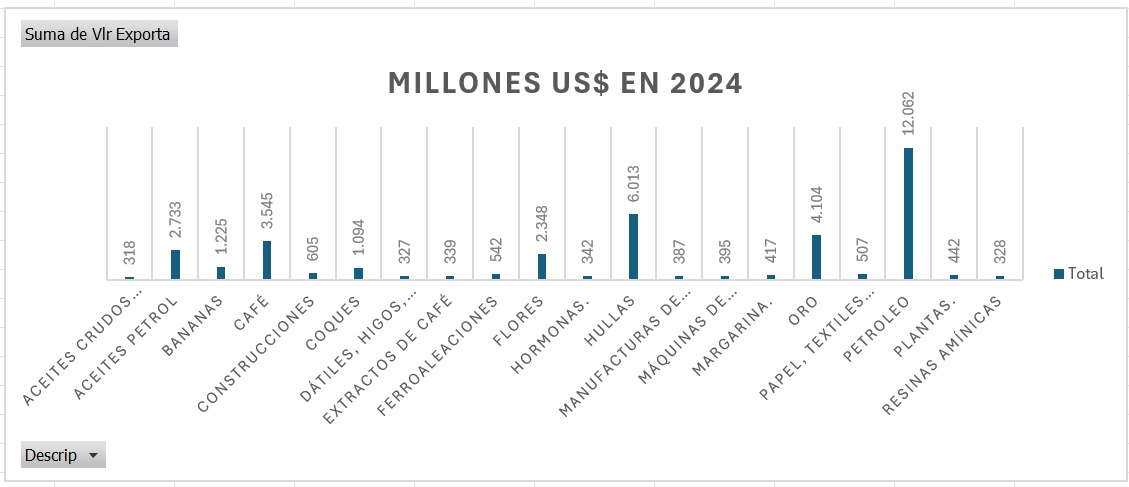 Suma de Vlr Exporta
MILLONES US$ EN 2024
318
2.733
1.225
3.545
605
1.094
327
339
542
2.348
342
6.013
387
395
417
4.104
507
12.062
442
328
ACEITES CRUDOS…
ACEITES PETROL
BANANAS
CAFÉ
CONSTRUCCIONES
COQUES
DÁTILES, HIGOS,…
EXTRACTOS DE CAFÉ
FERROALEACIONES
FLORES
HORMONAS.
HULLAS
MANUFACTURAS DE…
MÁQUINAS DE…
MARGARINA.
ORO
PAPEL, TEXTILES…
PETROLEO
PLANTAS.
RESINAS AMÍNICAS
Total
Descrip